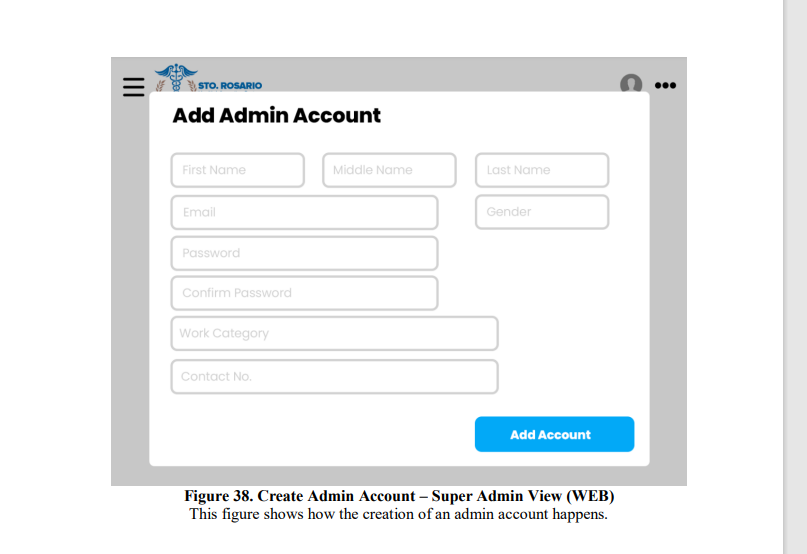 STO. ROSARIO
Add Admin Account
First Name Middle Name Last Name
Email Gender
Password
Confirm Password
Work Category
Contact No.
Add Account
Figure 38. Create Admin Account – Super Admin View (WEB)
This figure shows how the creation of an admin account happens.